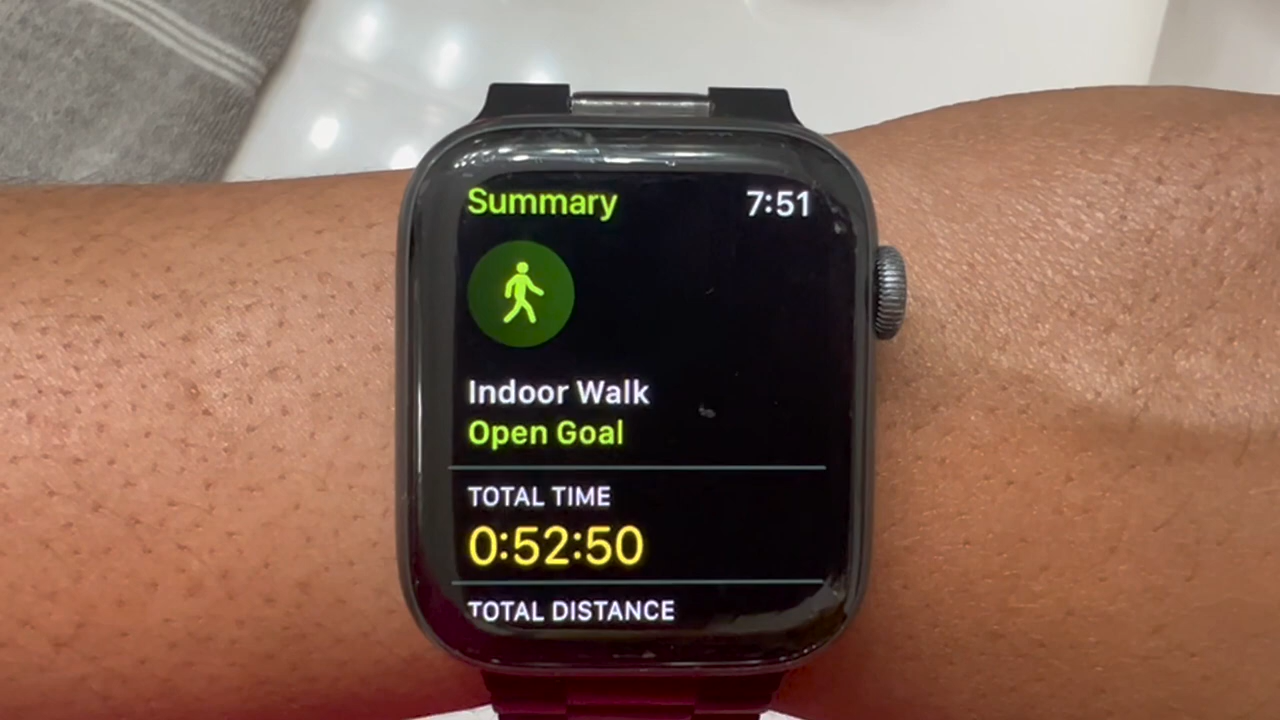 Summary 7:51
Indoor Walk
Open Goal
TOTAL TIME
0:52:50
TOTAL DISTANCE